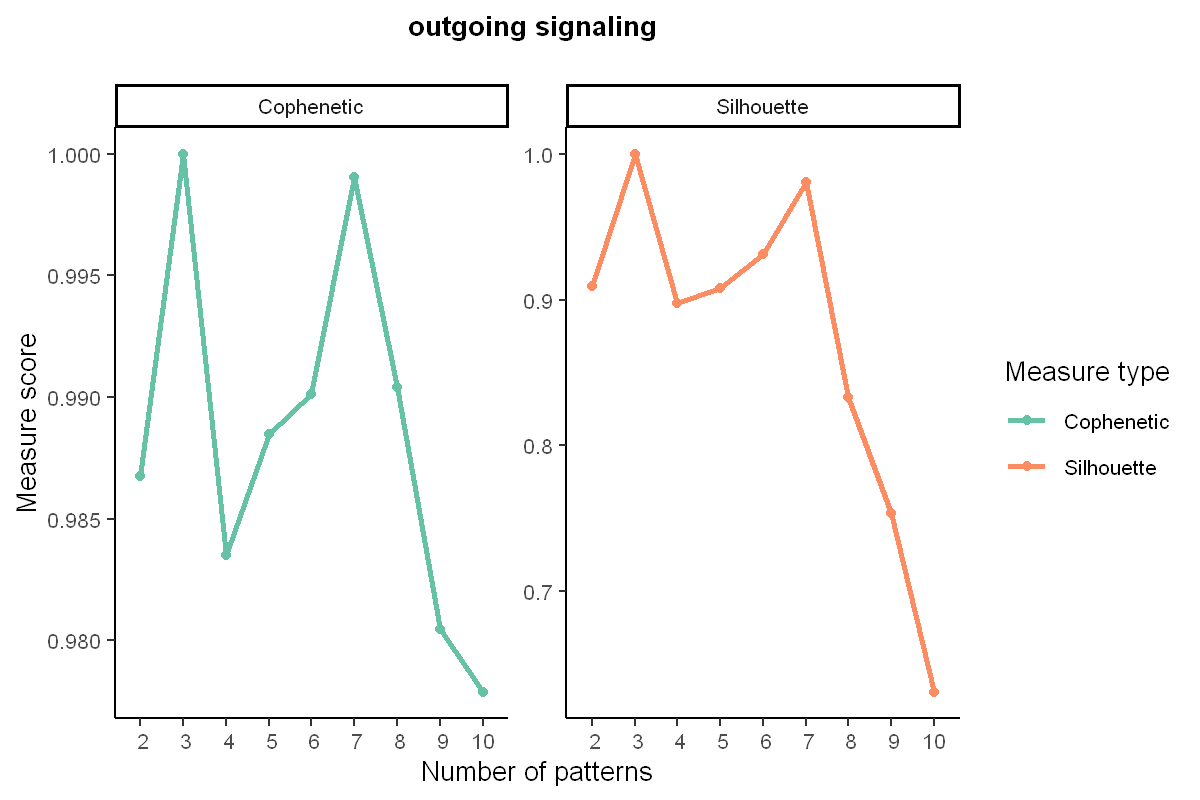 outgoing signaling
Cophenetic
Silhouette
1.000
0.995
0.990
0.985
0.980
1.0
0.9
0.8
0.7
Measure score
2 3 4 5 6 7 8 9 10
2 3 4 5 6 7 8 9 10
Number of patterns
Measure type
Cophenetic
Silhouette